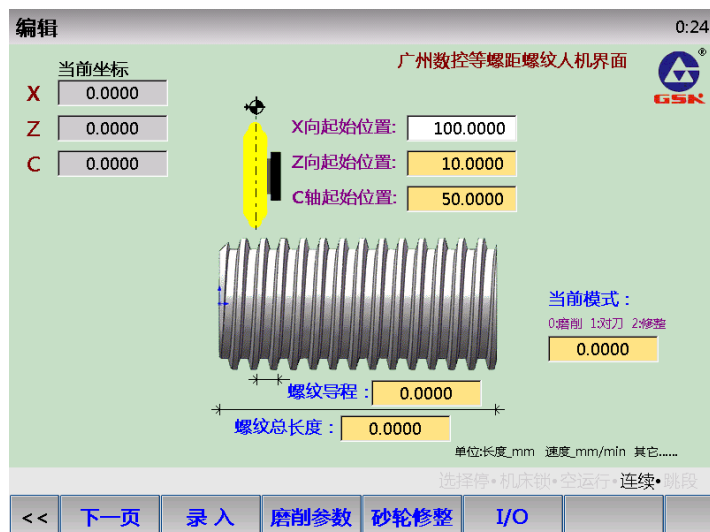 编辑
0:24
广州数控等螺距螺纹人机界面
®
GSK
当前坐标
X 0.0000
Z 0.0000
C 0.0000
X向起始位置: 100.0000
Z向起始位置: 10.0000
C轴起始位置: 50.0000
当前模式：
0:磨削 1:对刀 2:修整
0.0000
螺纹导程： 0.0000
螺纹总长度： 0.0000
单位:长度_mm 速度_mm/min 其它......
选择停•机床锁•空运行•连续•跳段
<< 下一页 录 入 磨削参数 砂轮修整 I/O